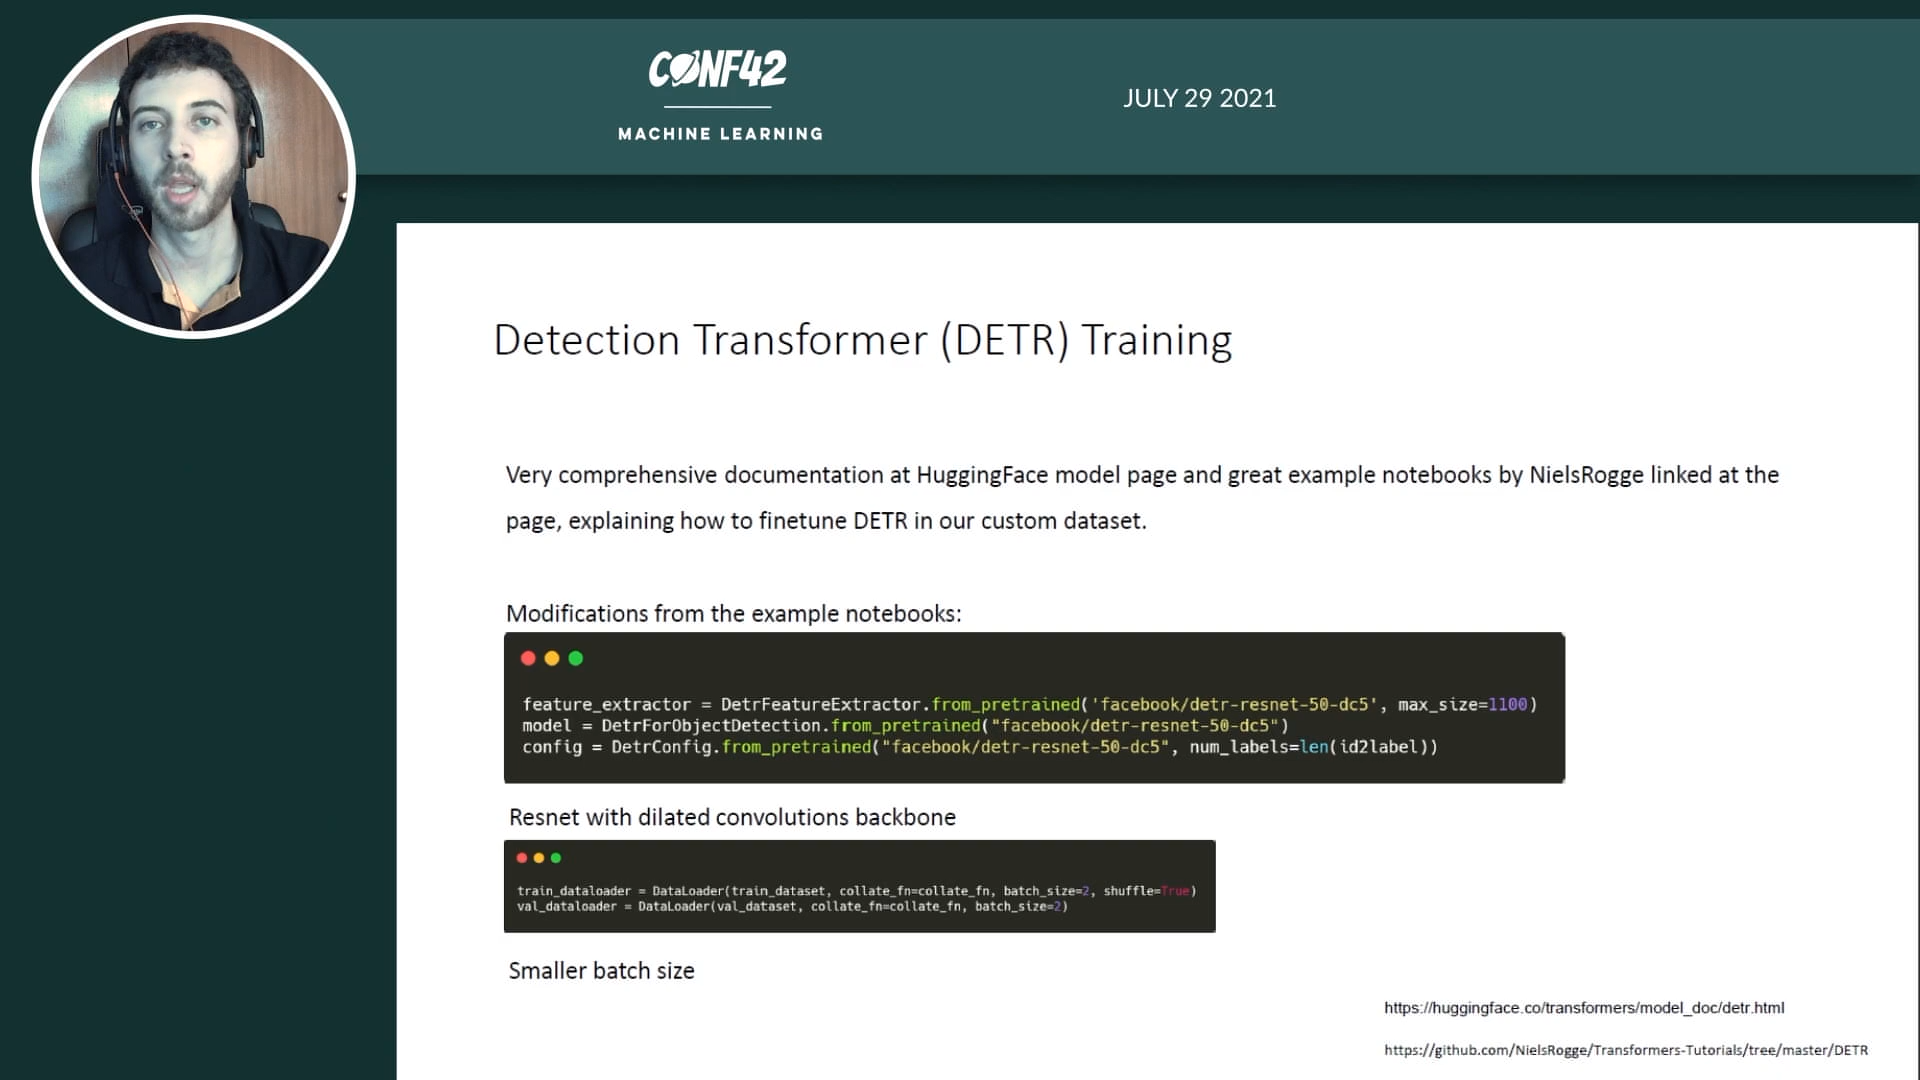 CONF42
MACHINE LEARNING
JULY 29 2021
Detection Transformer (DETR) Training
Very comprehensive documentation at HuggingFace model page and great example notebooks by NielsRogge linked at the
page, explaining how to finetune DETR in our custom dataset.
Modifications from the example notebooks:
feature_extractor = DetrFeatureExtractor.from_pretrained('facebook/detr-resnet-50-dc5', max_size=1100)
model = DetrForObjectDetection.from_pretrained("facebook/detr-resnet-50-dc5")
config = DetrConfig.from_pretrained("facebook/detr-resnet-50-dc5", num_labels=len(id2label))
Resnet with dilated convolutions backbone
train_dataloader = DataLoader(train_dataset, collate_fn=collate_fn, batch_size=2, shuffle=True)
val_dataloader = DataLoader(val_dataset, collate_fn=collate_fn, batch_size=2)
Smaller batch size
https://huggingface.co/transformers/model_doc/detr.html
https://github.com/NielsRogge/Transformers-Tutorials/tree/master/DETR